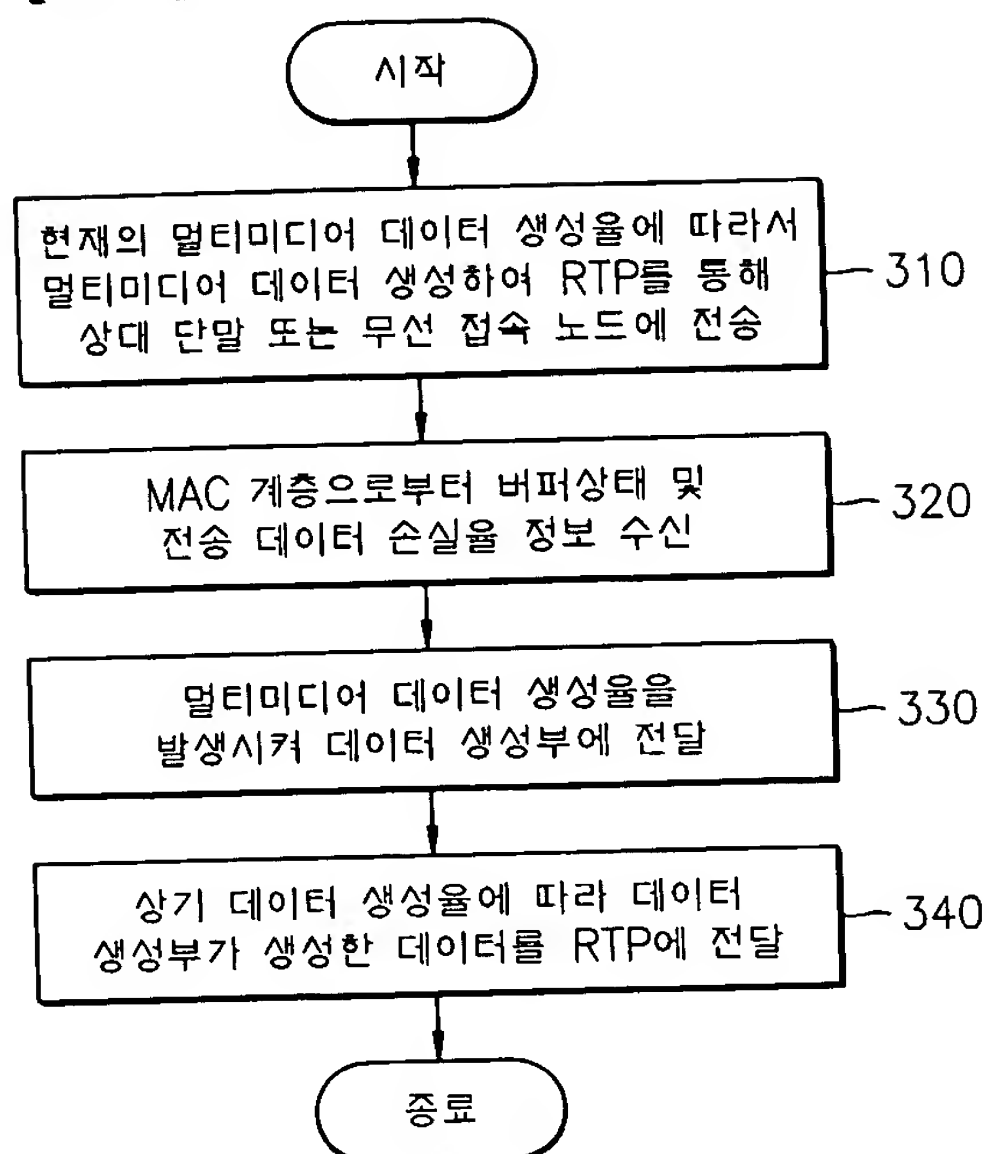 시작
현재의 멀티미디어 데이터 생성율에 따라서
멀티미디어 데이터 생성하여 RTP를 통해
상대 단말 또는 무선 접속 노드에 전송
310
MAC 계층으로부터 버퍼상태 및
전송 데이터 손실율 정보 수신
320
멀티미디어 데이터 생성율을
발생시켜 데이터 생성부에 전달
330
상기 데이터 생성율에 따라 데이터
생성부가 생성한 데이터를 RTP에 전달
340
종료